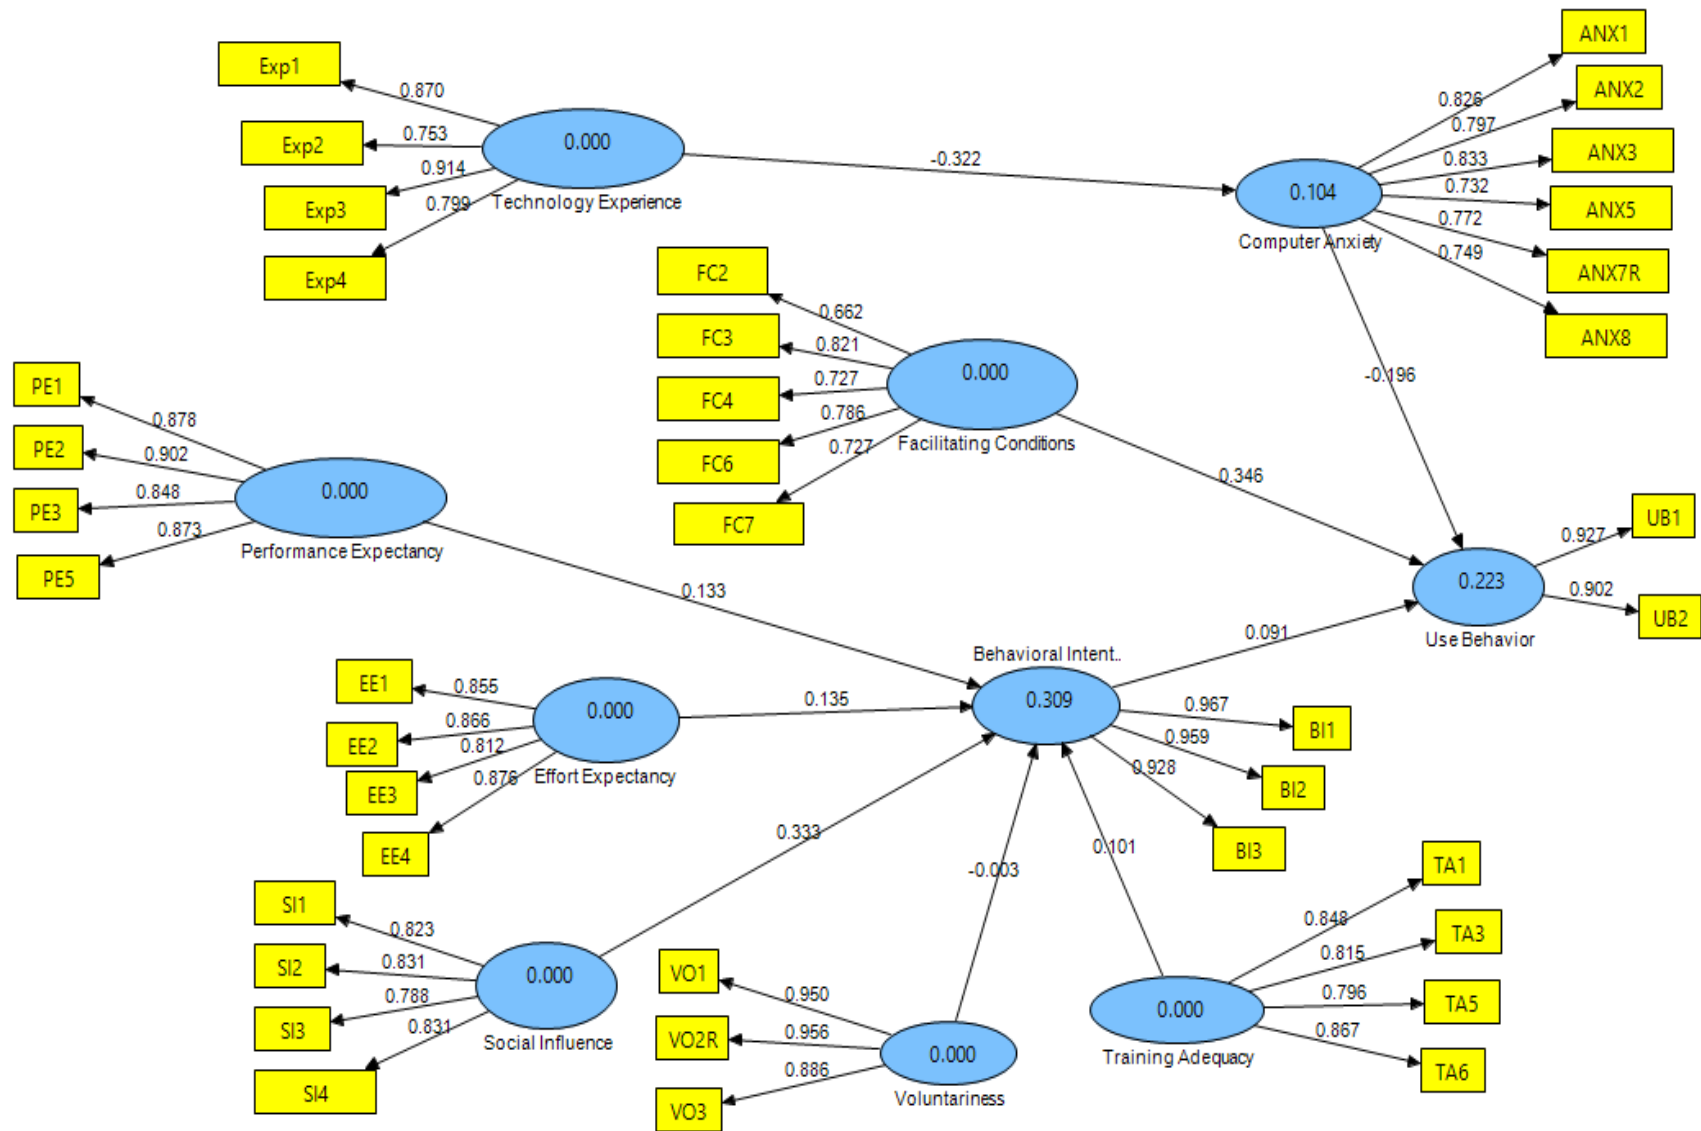 Exp1
0.870
Exp2
0.753
Exp3
0.914
Exp4
0.799
0.000
Technology Experience
-0.322
0.104
Computer Anxiety
ANX1
0.826
ANX2
0.797
ANX3
0.833
ANX5
0.732
ANX7R
0.772
ANX8
0.749
-0.196
FC2
0.662
FC3
0.821
FC4
0.727
FC6
0.786
FC7
0.727
0.000
Facilitating Conditions
0.346
PE1
0.878
PE2
0.902
PE3
0.848
PE5
0.873
0.000
Performance Expectancy
0.133
UB1
0.927
UB2
0.902
0.223
Use Behavior
0.091
Behavioral Intent..
0.309
BI1
0.967
BI2
0.959
BI3
0.928
EE1
0.855
EE2
0.866
EE3
0.812
EE4
0.876
0.000
Effort Expectancy
0.135
SI1
0.823
SI2
0.831
SI3
0.788
SI4
0.831
0.000
Social Influence
0.333
VO1
0.950
VO2R
0.956
VO3
0.886
0.000
Voluntariness
-0.003
TA1
0.848
TA3
0.815
TA5
0.796
TA6
0.867
0.000
Training Adequacy
0.101